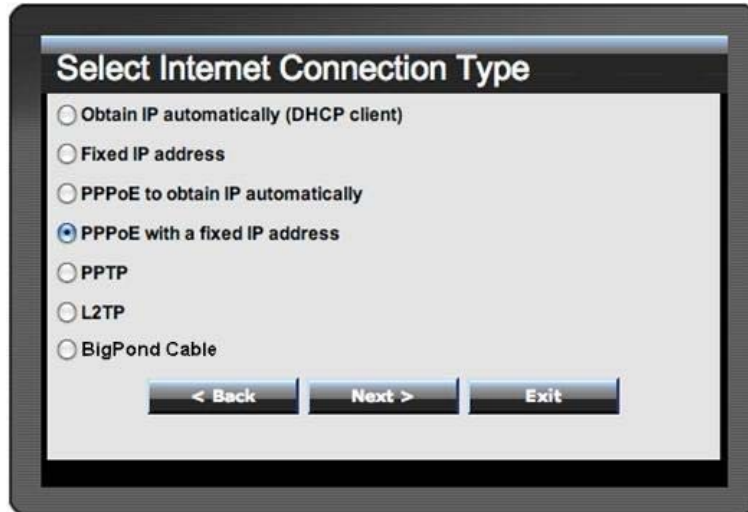 Select Internet Connection Type
Obtain IP automatically (DHCP client)
Fixed IP address
PPPoE to obtain IP automatically
PPPoE with a fixed IP address
PPTP
L2TP
BigPond Cable
< Back Next > Exit